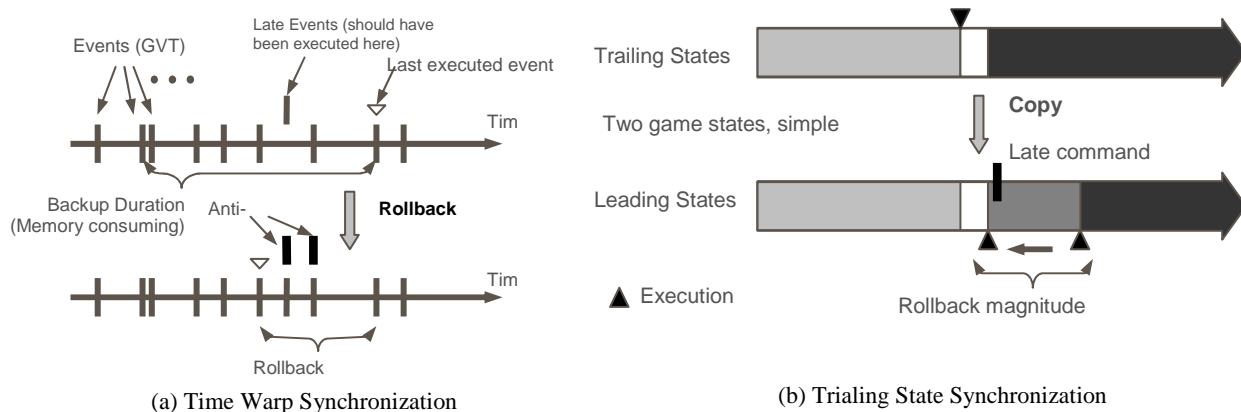 Late Events (should have
been executed here)
Events (GVT)
Last executed event
Tim
Backup Duration
(Memory consuming)
Anti-
Rollback
Tim
Rollback
(a) Time Warp Synchronization
Trailing States
Copy
Two game states, simple
Late command
Leading States
Execution
Rollback magnitude
(b) Trialing State Synchronization